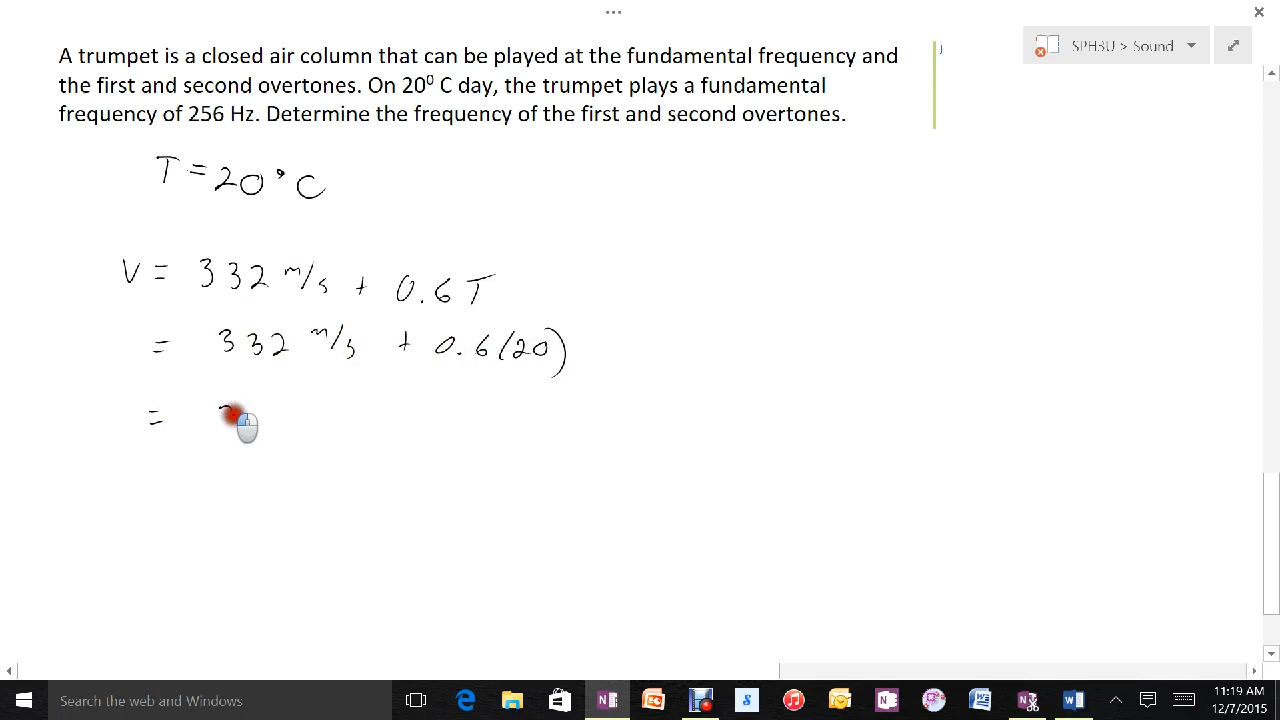 ...
A trumpet is a closed air column that can be played at the fundamental frequency and
the first and second overtones. On 20⁰ C day, the trumpet plays a fundamental
frequency of 256 Hz. Determine the frequency of the first and second overtones.
J
SPH3U > Sound
T = 20°C
V = 332 m/s + 0.6T
= 332 m/s + 0.6(20)
=
Search the web and Windows
11:19 AM
12/7/2015